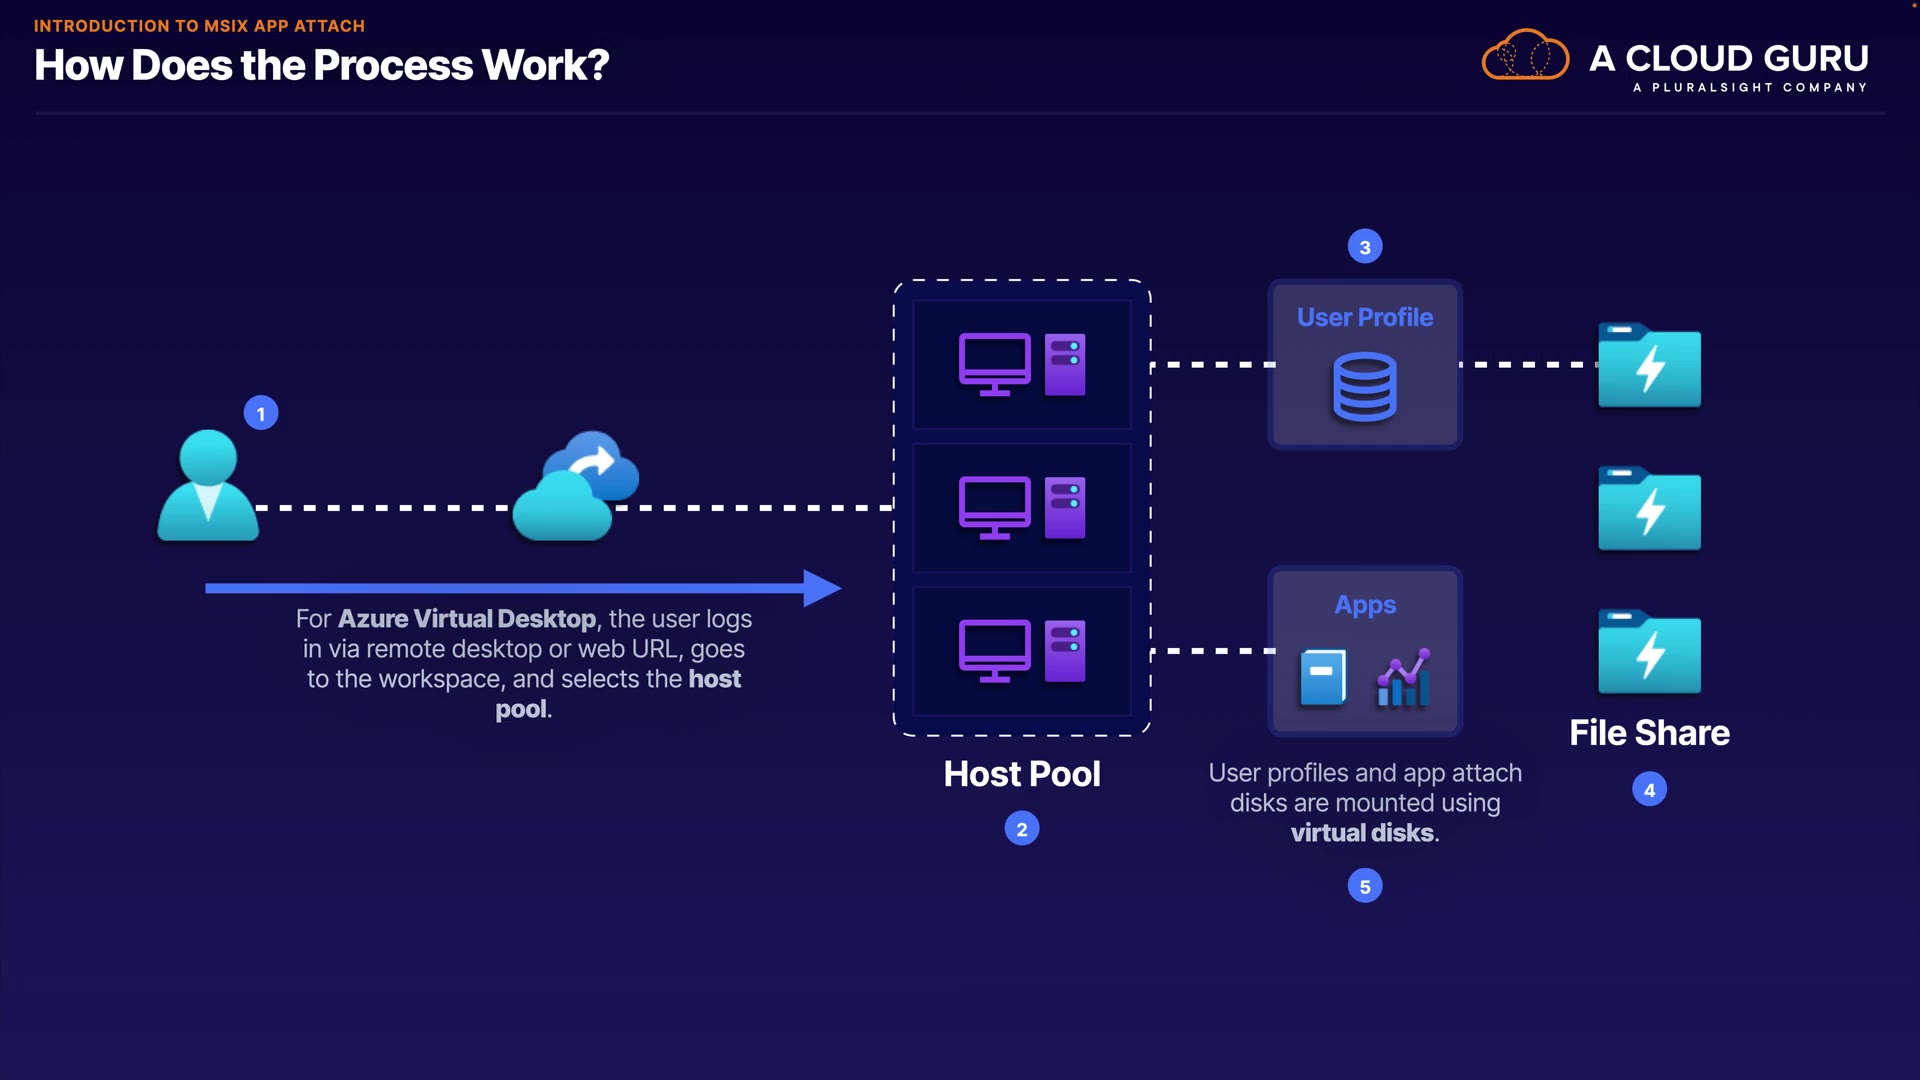 INTRODUCTION TO MSIX APP ATTACH
How Does the Process Work?
A CLOUD GURU
A PLURALSIGHT COMPANY
1
For Azure Virtual Desktop, the user logs
in via remote desktop or web URL, goes
to the workspace, and selects the host
pool.
Host Pool
2
3
User Profile
Apps
User profiles and app attach
disks are mounted using
virtual disks.
5
File Share
4